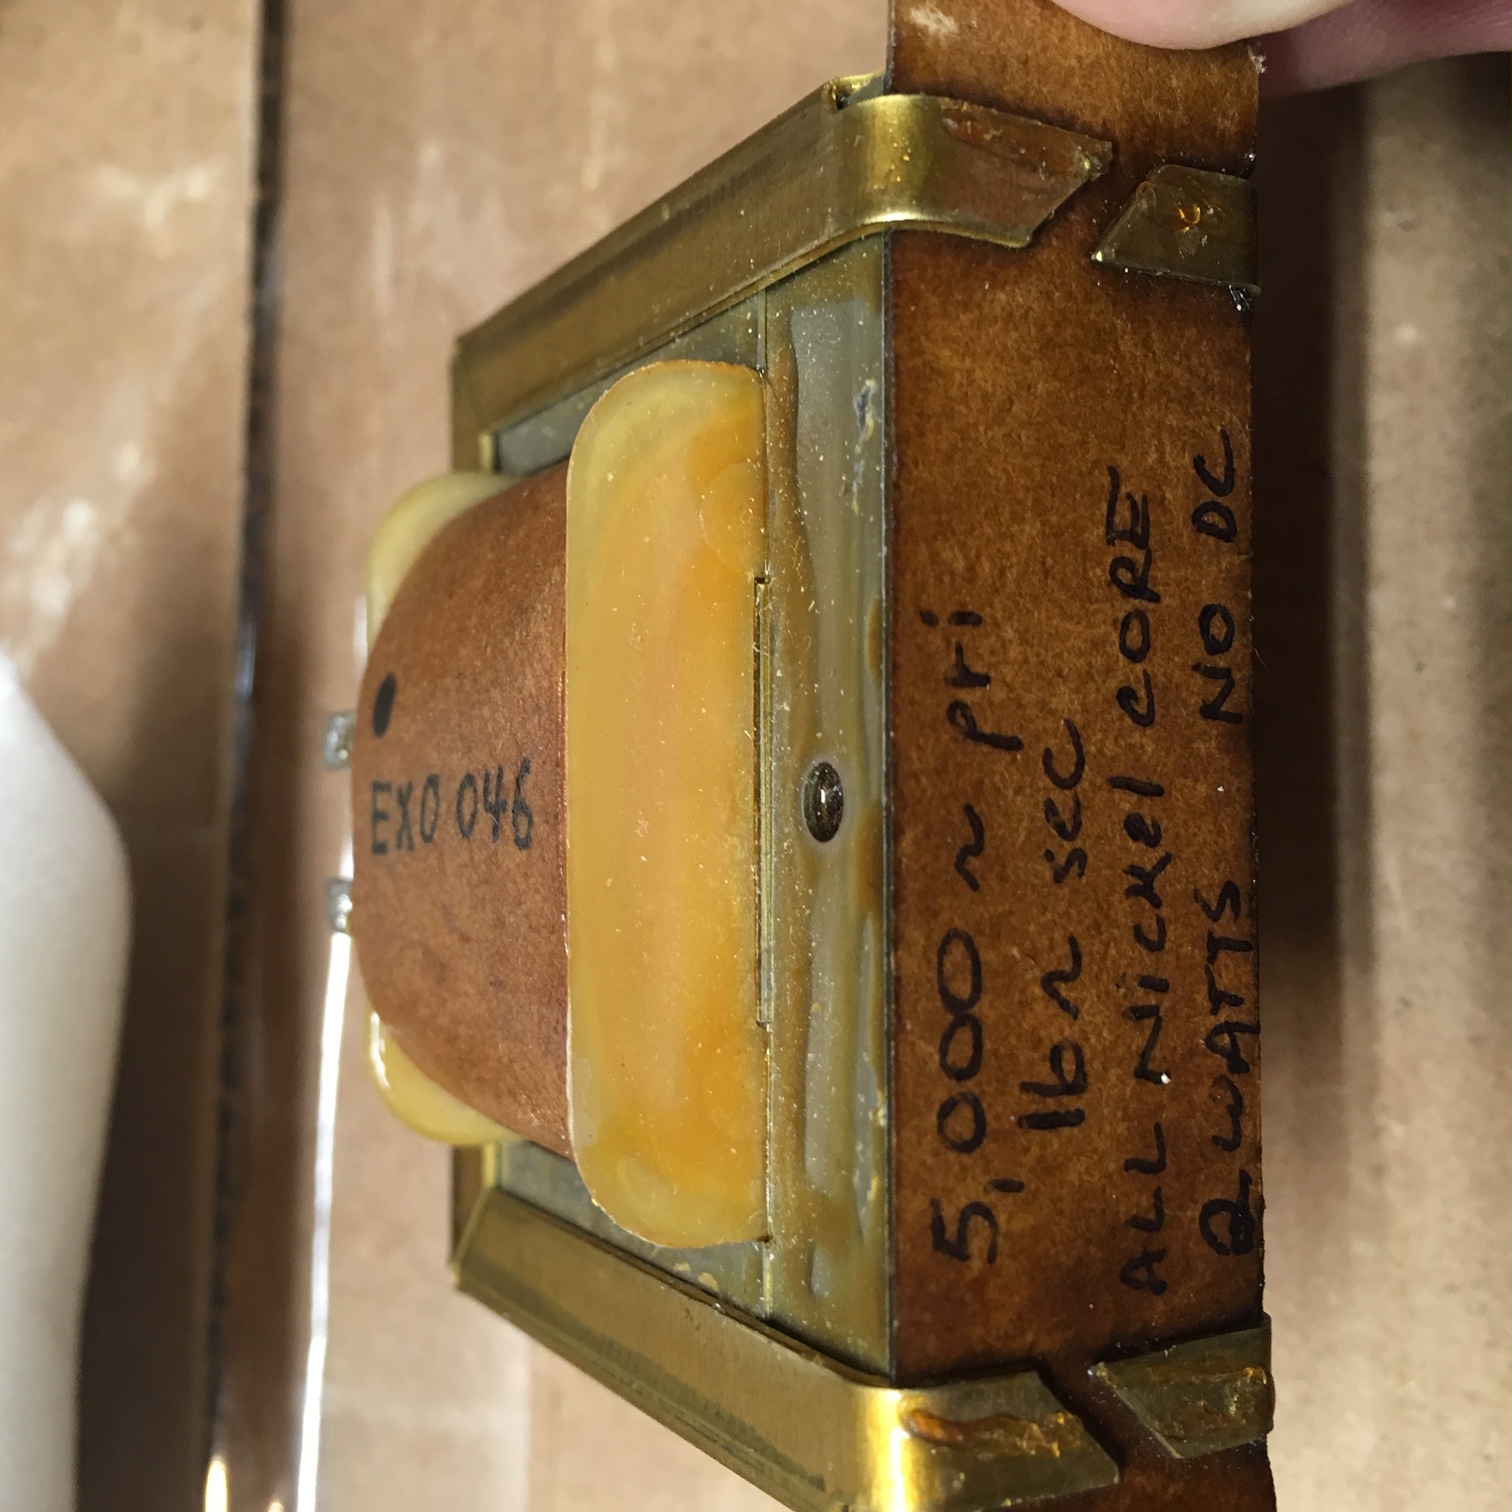 EXO 046
5,000 ~ pri
16 ~ sec
ALL Nickel CORE
2 WATTS NO DC